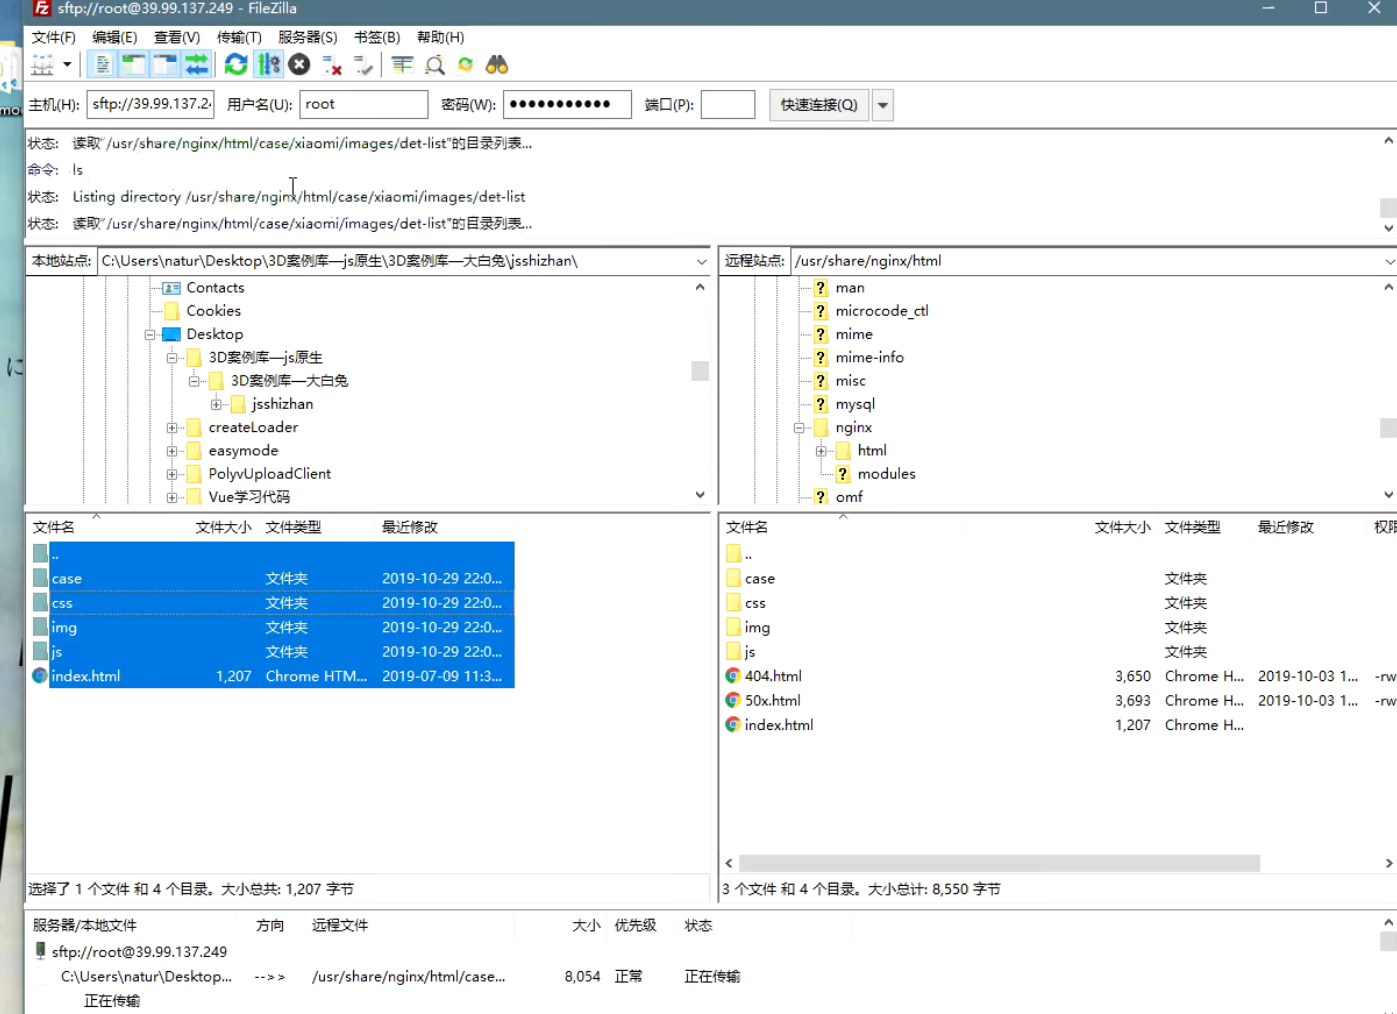 sftp://root@39.99.137.249 - FileZilla
文件(F) 编辑(E) 查看(V) 传输(T) 服务器(S) 书签(B) 帮助(H)
主机(H): sftp://39.99.137.2 用户名(U): root 密码(W): ●●●●●●●●●●● 端口(P): 快速连接(Q)
状态: 读取"/usr/share/nginx/html/case/xiaomi/images/det-list"的目录列表...
命令: ls
状态: Listing directory /usr/share/nginx/html/case/xiaomi/images/det-list
状态: 读取"/usr/share/nginx/html/case/xiaomi/images/det-list"的目录列表...
本地站点: C:\Users\natur\Desktop\3D案例库—js原生\3D案例库—大白兔\jsshizhan\
Contacts
Cookies
Desktop
3D案例库—js原生
3D案例库—大白兔
jsshizhan
createLoader
easymode
PolyvUploadClient
Vue学习代码
远程站点: /usr/share/nginx/html
man
microcode_ctl
mime
mime-info
misc
mysql
nginx
html
modules
omf
文件名 文件大小 文件类型 最近修改
..
case 文件夹 2019-10-29 22:0...
css 文件夹 2019-10-29 22:0...
img 文件夹 2019-10-29 22:0...
js 文件夹 2019-10-29 22:0...
index.html 1,207 Chrome HTM... 2019-07-09 11:3...
选择了 1 个文件 和 4 个目录。大小总共: 1,207 字节
文件名 文件大小 文件类型 最近修改 权限
..
case 文件夹
css 文件夹
img 文件夹
js 文件夹
404.html 3,650 Chrome H... 2019-10-03 1... -rw
50x.html 3,693 Chrome H... 2019-10-03 1... -rw
index.html 1,207 Chrome H...
3 个文件 和 4 个目录。大小总计: 8,550 字节
服务器/本地文件 方向 远程文件 大小 优先级 状态
sftp://root@39.99.137.249
C:\Users\natur\Desktop... -->> /usr/share/nginx/html/case... 8,054 正常 正在传输
正在传输